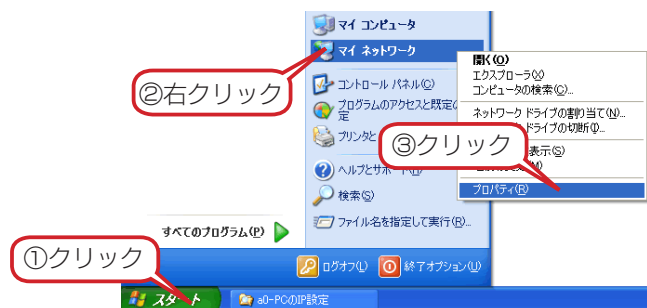 マイ コンピュータ
マイ ネットワーク
②右クリック
コントロール パネル(C)
プログラムのアクセスと既定の
定
プリンタと
ヘルプとサポート(H)
検索(S)
ファイル名を指定して実行(R)...
すべてのプログラム(P)
ログオフ(L)
終了オプション(U)
開く(O)
エクスプローラ(X)
コンピュータの検索(C)...
ネットワーク ドライブの割り当て(N)...
ドライブの切断(D)...
③クリック
表示(S)
(M)
プロパティ(R)
①クリック
スタート
a0-PCのIP設定